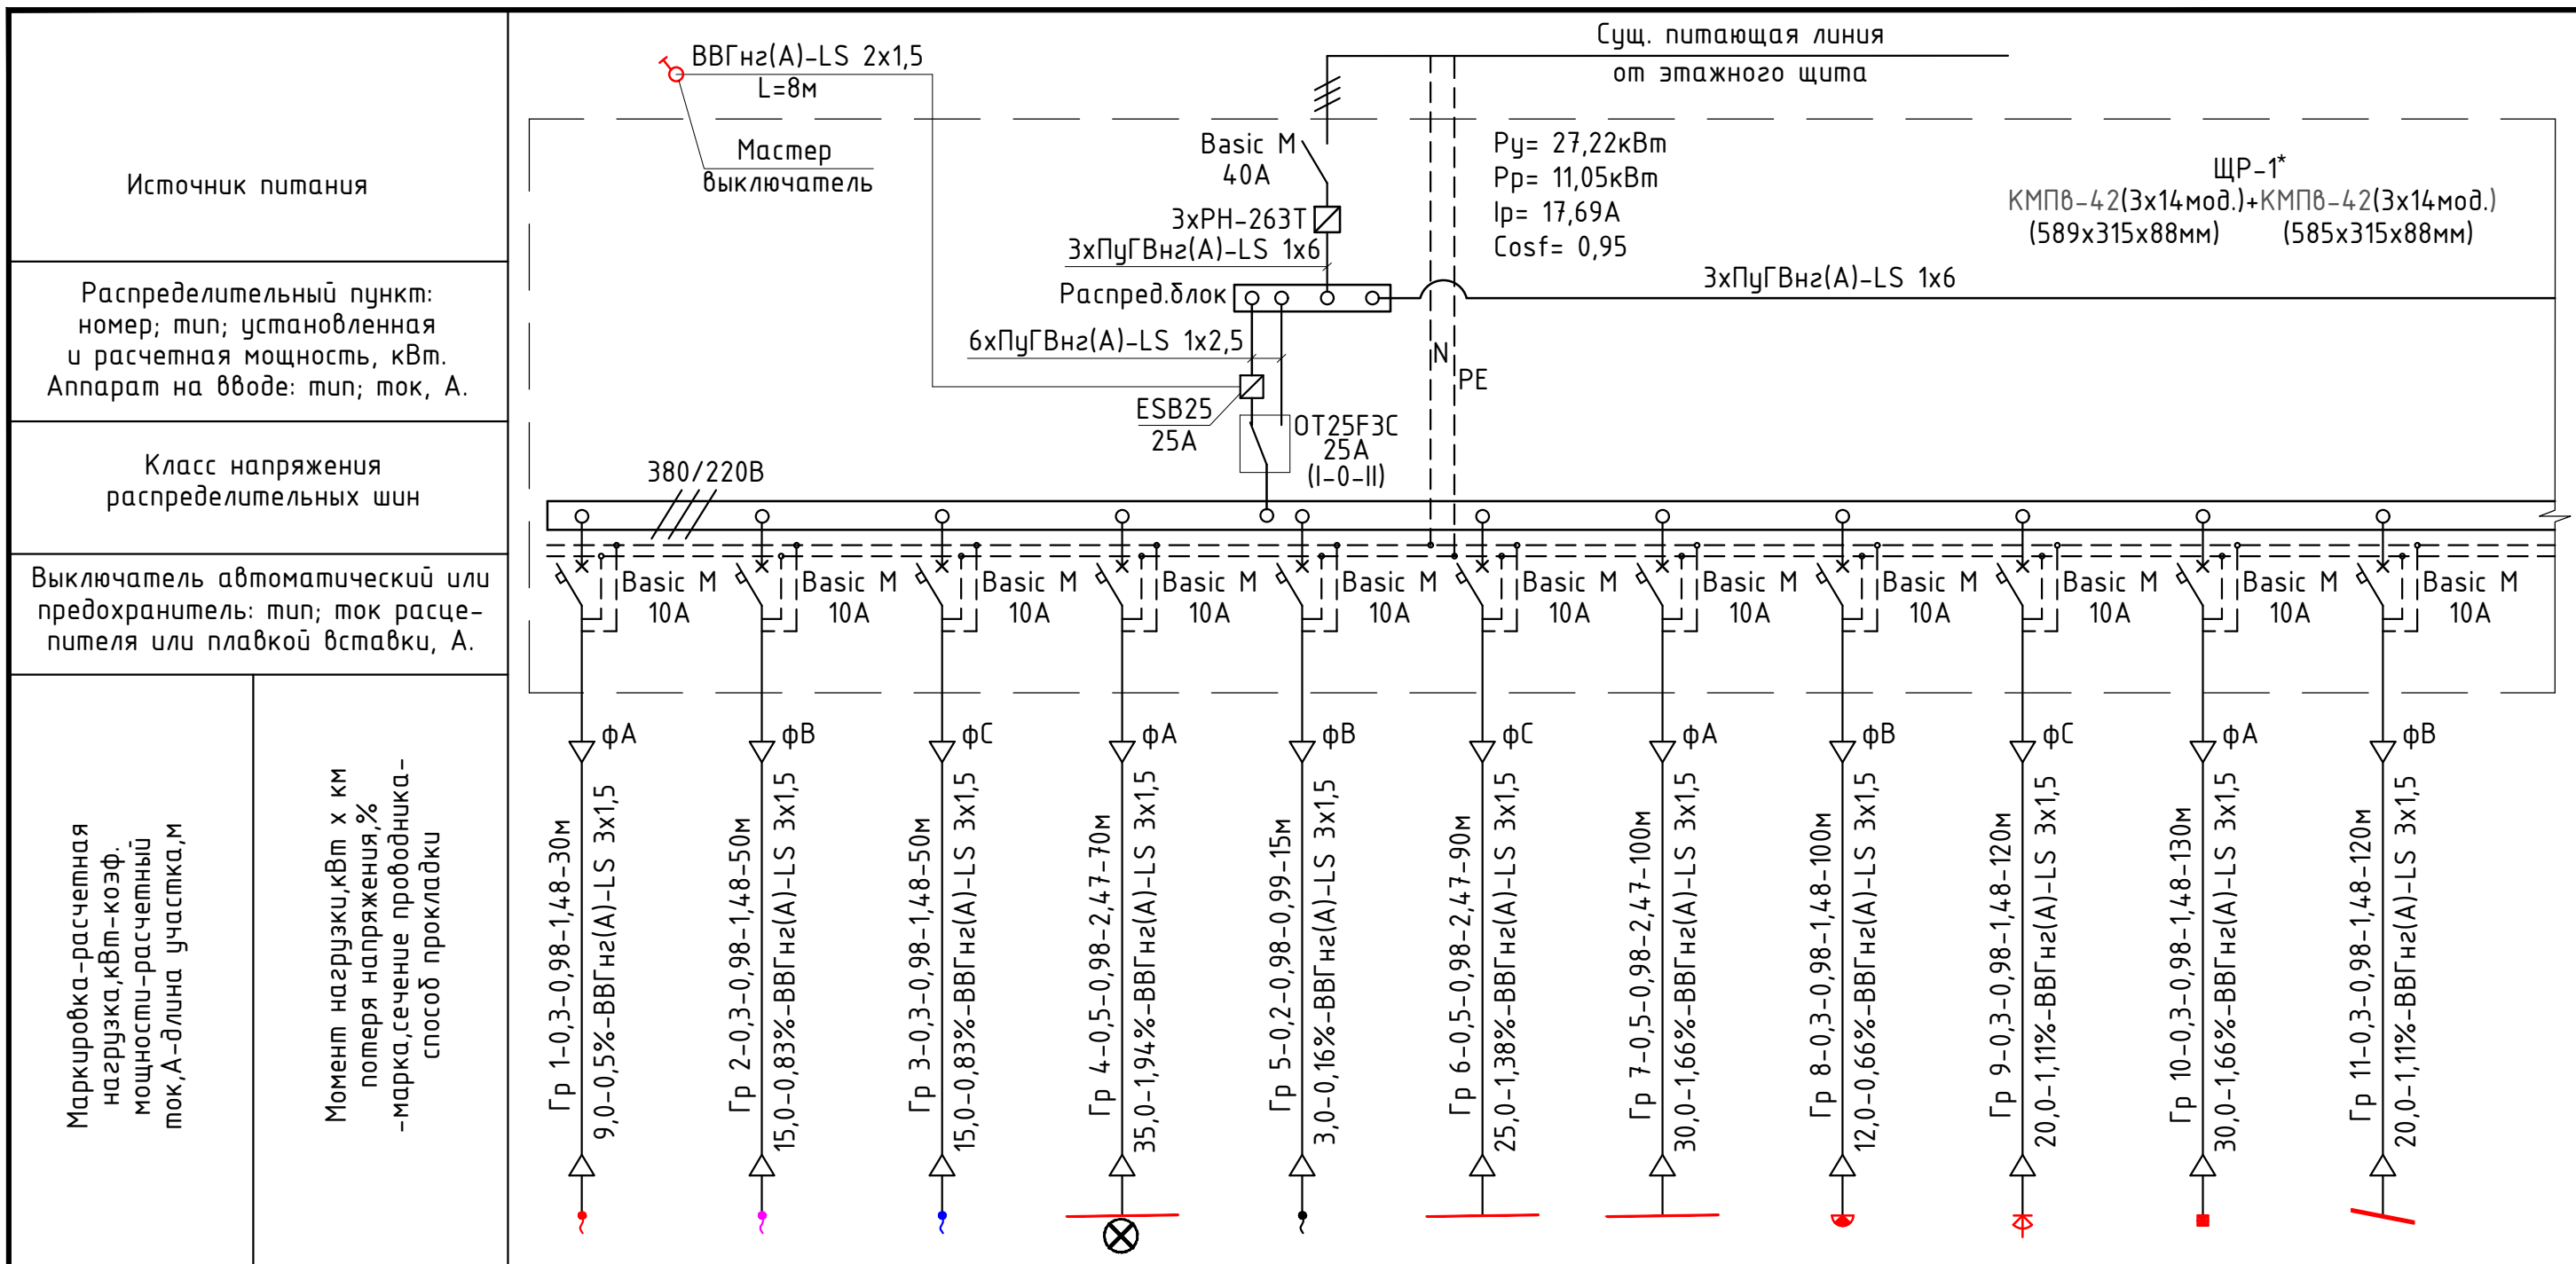 Источник питания
Распределительный пункт:
номер; тип; установленная
и расчетная мощность, кВт.
Аппарат на вводе: тип; ток, А.
Класс напряжения
распределительных шин
Выключатель автоматический или
предохранитель: тип; ток расце-
пителя или плавкой вставки, А.
Маркировка-расчетная
нагрузка,кВт-коэф.
мощности-расчетный
ток,А-длина участка,м
Момент нагрузки,кВт х км
потеря напряжения,%
-марка,сечение проводника-
способ прокладки
ВВГнг(А)-LS 2х1,5
L=8м
Мастер
выключатель
Сущ. питающая линия
от этажного щита
Basic M
40А
3хРН-263Т
3хПуГВнг(А)-LS 1х6
Распред.блок
6хПуГВнг(А)-LS 1х2,5
ESB25
25А
OT25F3C
25А
(I-0-II)
N
PE
Ру= 27,22кВт
Рр= 11,05кВт
Iр= 17,69А
Cosf= 0,95
ЩР-1*
КМПв-42(3х14мод.)+КМПв-42(3х14мод.)
(589х315х88мм) (585х315х88мм)
3хПуГВнг(А)-LS 1х6
380/220В
Basic M
10А
Basic M
10А
Basic M
10А
Basic M
10А
Basic M
10А
Basic M
10А
Basic M
10А
Basic M
10А
Basic M
10А
Basic M
10А
Basic M
10А
фА
фВ
фС
фА
фВ
фС
фА
фВ
фС
фА
фВ
Гр 1-0,3-0,98-1,48-30м
9,0-0,5%-ВВГнг(А)-LS 3х1,5
Гр 2-0,3-0,98-1,48-50м
15,0-0,83%-ВВГнг(А)-LS 3х1,5
Гр 3-0,3-0,98-1,48-50м
15,0-0,83%-ВВГнг(А)-LS 3х1,5
Гр 4-0,5-0,98-2,47-70м
35,0-1,94%-ВВГнг(А)-LS 3х1,5
Гр 5-0,2-0,98-0,99-15м
3,0-0,16%-ВВГнг(А)-LS 3х1,5
Гр 6-0,5-0,98-2,47-90м
25,0-1,38%-ВВГнг(А)-LS 3х1,5
Гр 7-0,5-0,98-2,47-100м
30,0-1,66%-ВВГнг(А)-LS 3х1,5
Гр 8-0,3-0,98-1,48-100м
12,0-0,66%-ВВГнг(А)-LS 3х1,5
Гр 9-0,3-0,98-1,48-120м
20,0-1,11%-ВВГнг(А)-LS 3х1,5
Гр 10-0,3-0,98-1,48-130м
30,0-1,66%-ВВГнг(А)-LS 3х1,5
Гр 11-0,3-0,98-1,48-120м
20,0-1,11%-ВВГнг(А)-LS 3х1,5